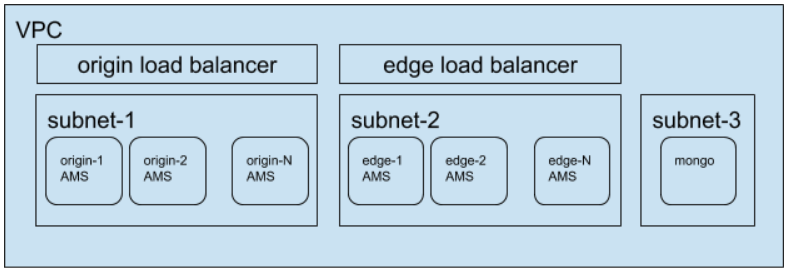 VPC
origin load balancer
edge load balancer
subnet-1
origin-1
AMS
origin-2
AMS
origin-N
AMS
subnet-2
edge-1
AMS
edge-2
AMS
edge-N
AMS
subnet-3
mongo